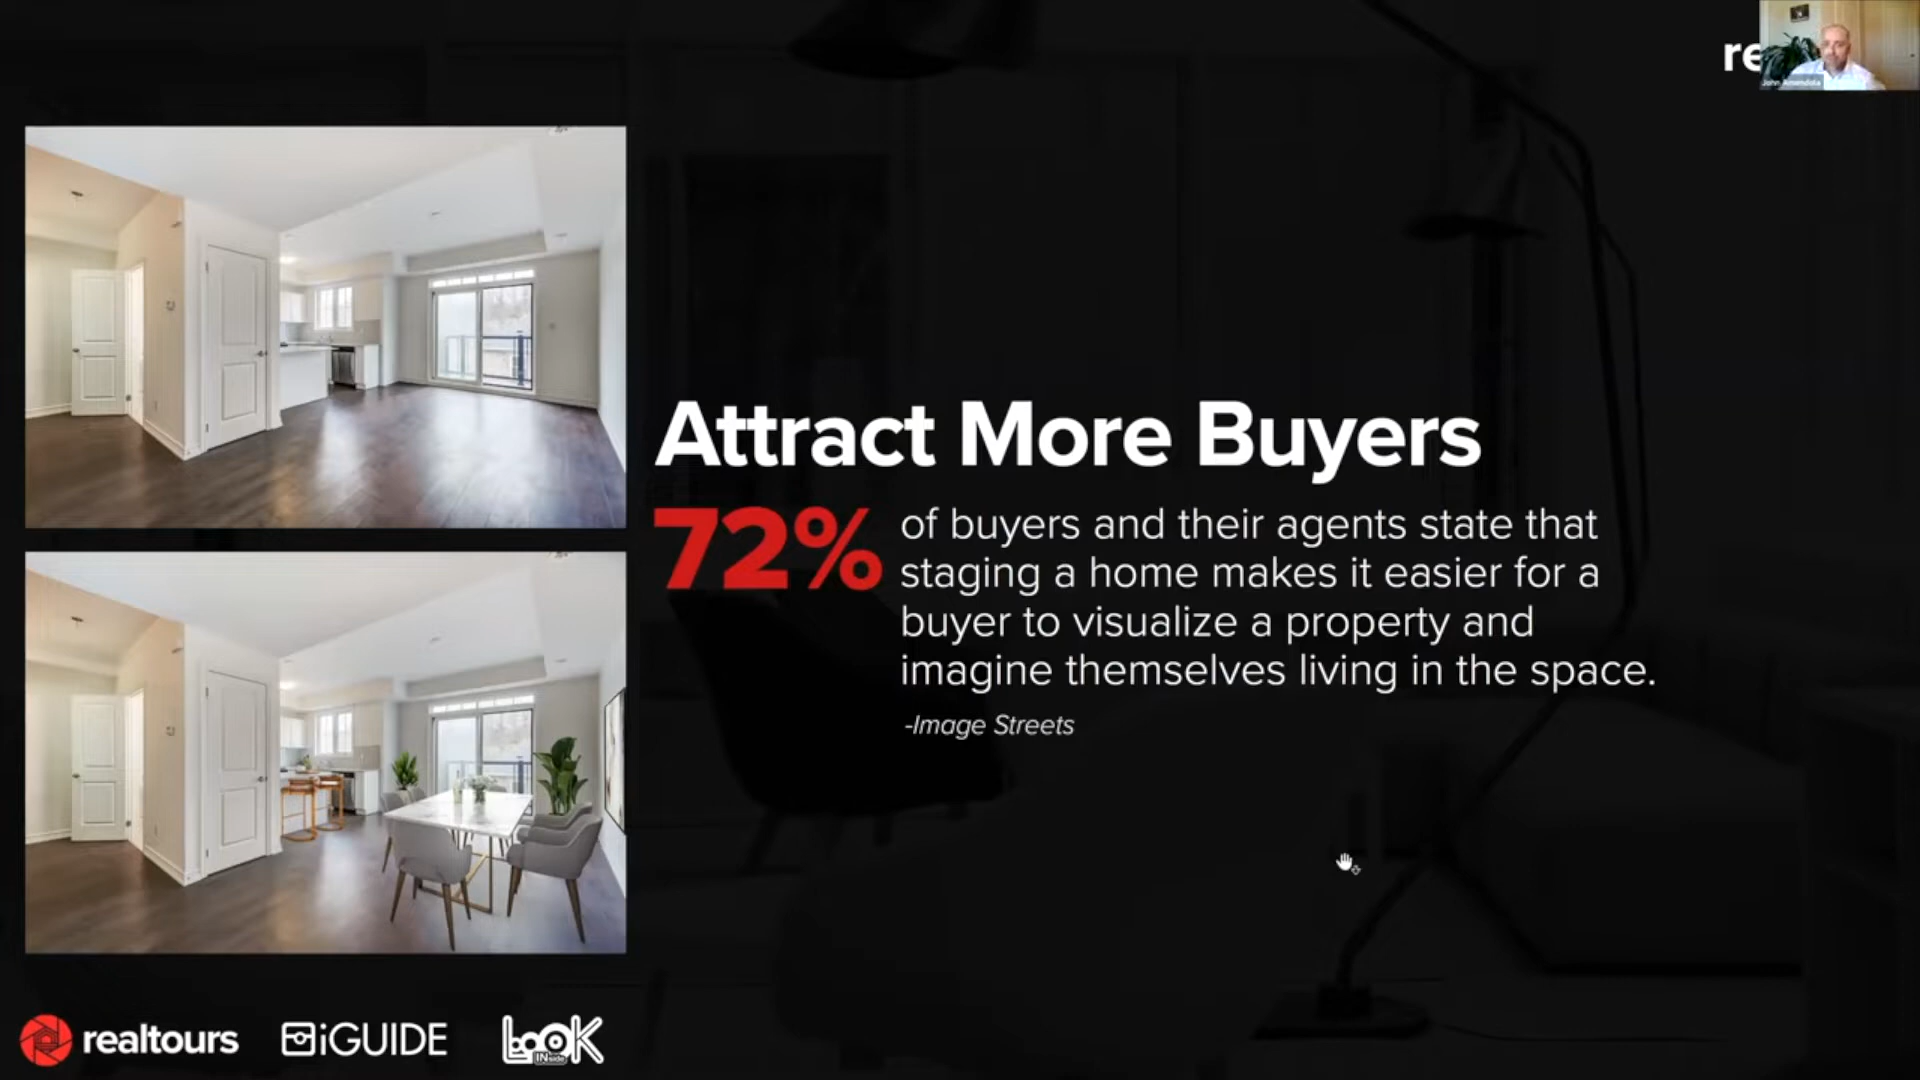 re
Attract More Buyers
72%
of buyers and their agents state that
staging a home makes it easier for a
buyer to visualize a property and
imagine themselves living in the space.
-Image Streets
realtours
iGUIDE
LOOK
INside